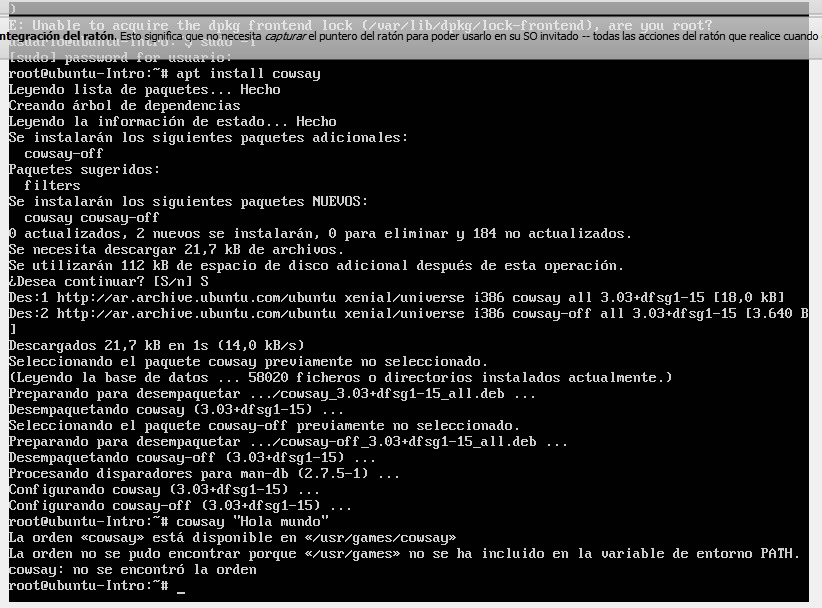 )
E: Unable to acquire the dpkg frontend lock (/var/lib/dpkg/lock-frontend), are you root?
ntegración del ratón. Esto significa que no necesita capturar el puntero del ratón para poder usarlo en su SO invitado -- todas las acciones del ratón que realice cuando
usuario@ubuntu-Intro:~$ sudo -i
[sudo] password for usuario:
root@ubuntu-Intro:~# apt install cowsay
Leyendo lista de paquetes... Hecho
Creando árbol de dependencias
Leyendo la información de estado... Hecho
Se instalarán los siguientes paquetes adicionales:
cowsay-off
Paquetes sugeridos:
filters
Se instalarán los siguientes paquetes NUEVOS:
cowsay cowsay-off
0 actualizados, 2 nuevos se instalarán, 0 para eliminar y 184 no actualizados.
Se necesita descargar 21,7 kB de archivos.
Se utilizarán 112 kB de espacio de disco adicional después de esta operación.
¿Desea continuar? [S/n] S
Des:1 http://ar.archive.ubuntu.com/ubuntu xenial/universe i386 cowsay all 3.03+dfsg1-15 [18,0 kB]
Des:2 http://ar.archive.ubuntu.com/ubuntu xenial/universe i386 cowsay-off all 3.03+dfsg1-15 [3.640 B
]
Descargados 21,7 kB en 1s (14,0 kB/s)
Seleccionando el paquete cowsay previamente no seleccionado.
(Leyendo la base de datos ... 58020 ficheros o directorios instalados actualmente.)
Preparando para desempaquetar .../cowsay_3.03+dfsg1-15_all.deb ...
Desempaquetando cowsay (3.03+dfsg1-15) ...
Seleccionando el paquete cowsay-off previamente no seleccionado.
Preparando para desempaquetar .../cowsay-off_3.03+dfsg1-15_all.deb ...
Desempaquetando cowsay-off (3.03+dfsg1-15) ...
Procesando disparadores para man-db (2.7.5-1) ...
Configurando cowsay (3.03+dfsg1-15) ...
Configurando cowsay-off (3.03+dfsg1-15) ...
root@ubuntu-Intro:~# cowsay "Hola mundo"
La orden «cowsay» está disponible en «/usr/games/cowsay»
La orden no se pudo encontrar porque «/usr/games» no se ha incluido en la variable de entorno PATH.
cowsay: no se encontró la orden
root@ubuntu-Intro:~# _